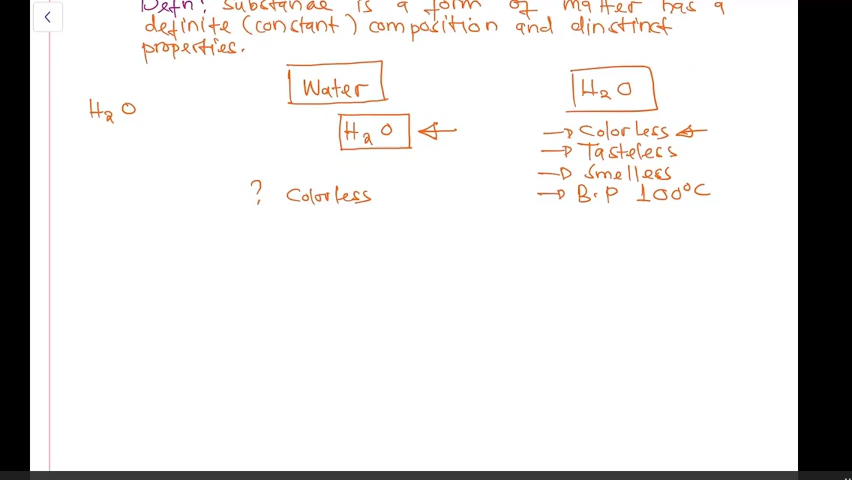 Defn: Substance is a form of matter has a
definite (constant) composition and dinstinct
properties.
H₂O
Water
H₂O
H₂O
→ Colorless
→ Tasteless
→ Smelless
→ B.P 100°C
? Colorless